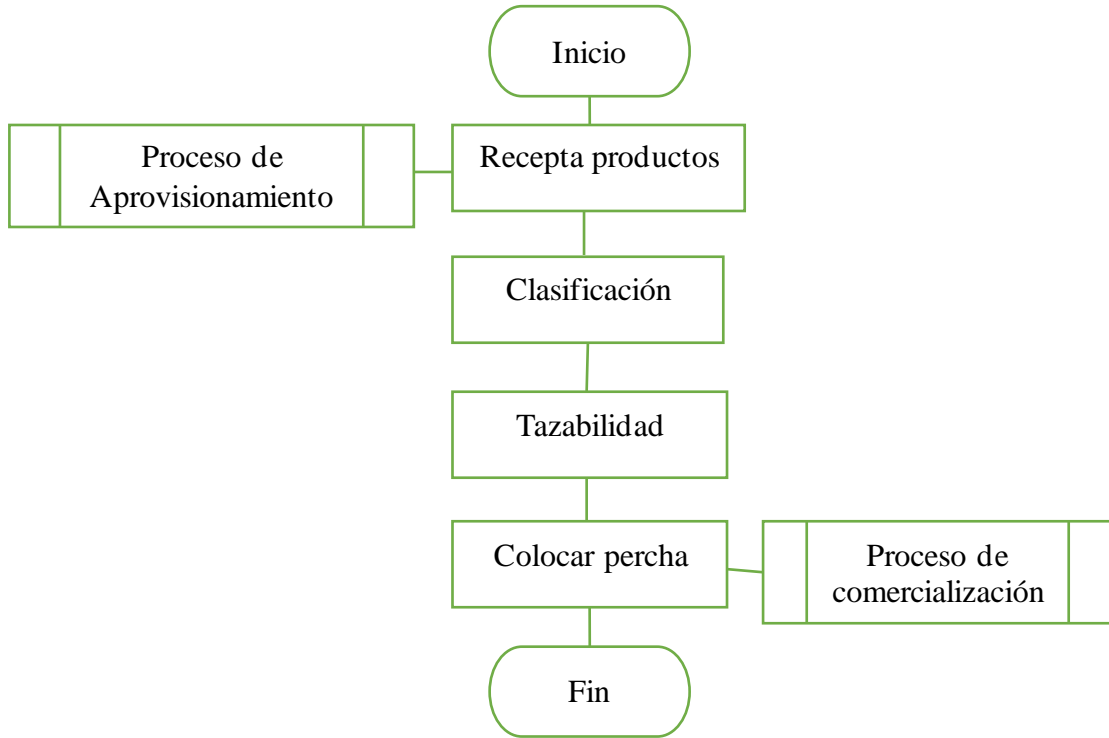 Inicio
Proceso de
Aprovisionamiento
Recepta productos
Clasificación
Tazabilidad
Colocar percha
Proceso de
comercialización
Fin